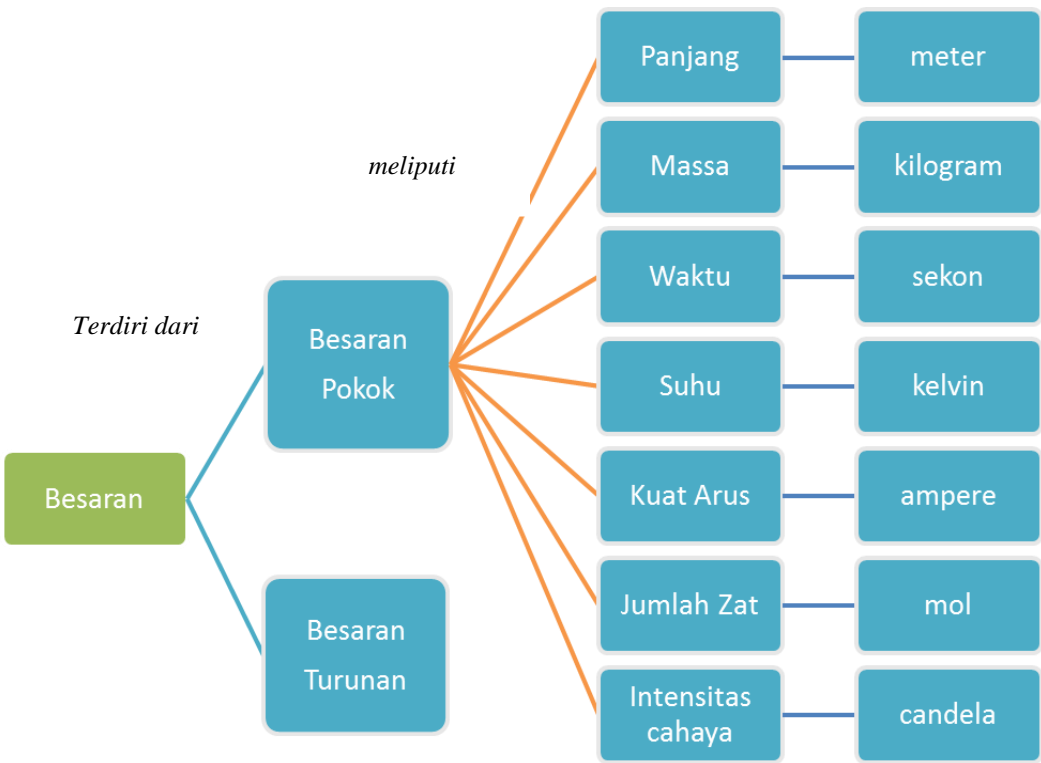 Panjang
meter
meliputi
Massa
kilogram
Waktu
sekon
Terdiri dari
Besaran
Pokok
Suhu
kelvin
Besaran
Kuat Arus
ampere
Jumlah Zat
mol
Besaran
Turunan
Intensitas
cahaya
candela